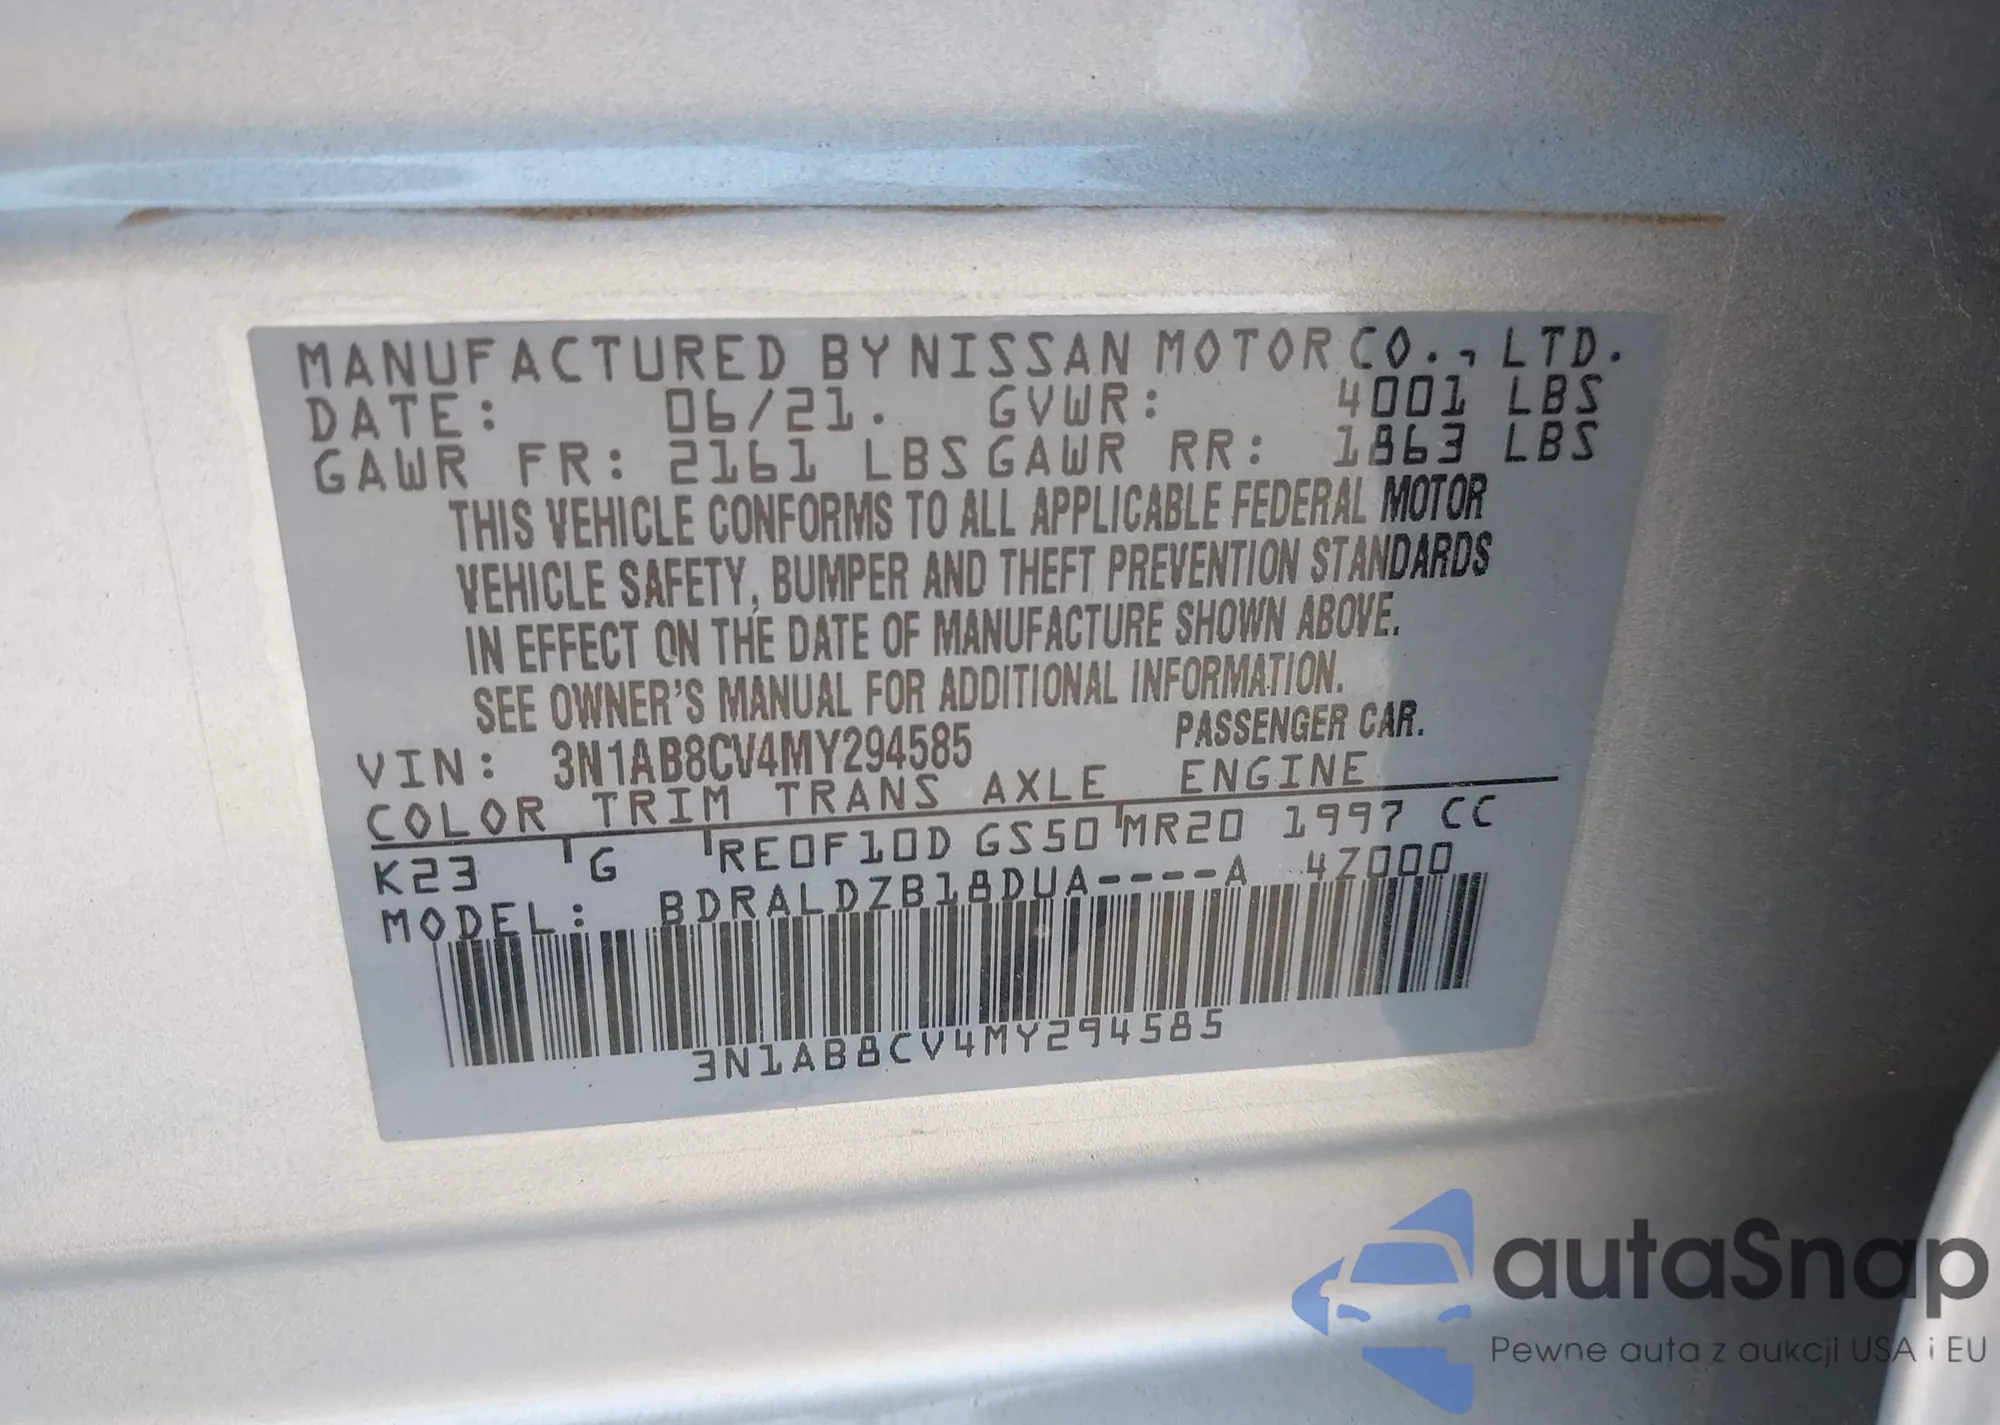 MANUFACTURED BY NISSAN MOTOR CO., LTD.
DATE: 06/21. GVWR: 4001 LBS
GAWR FR: 2161 LBS GAWR RR: 1863 LBS
THIS VEHICLE CONFORMS TO ALL APPLICABLE FEDERAL MOTOR
VEHICLE SAFETY, BUMPER AND THEFT PREVENTION STANDARDS
IN EFFECT ON THE DATE OF MANUFACTURE SHOWN ABOVE.
SEE OWNER'S MANUAL FOR ADDITIONAL INFORMATION.
VIN: 3N1AB8CV4MY294585 PASSENGER CAR.
COLOR TRIM TRANS AXLE ENGINE
K23 G RE0F10D GS50 MR20 1997 CC
MODEL: BDRALDZB18DUA----A 4Z000
3N1AB8CV4MY294585
autaSnap
Pewne auta z aukcji USA i EU